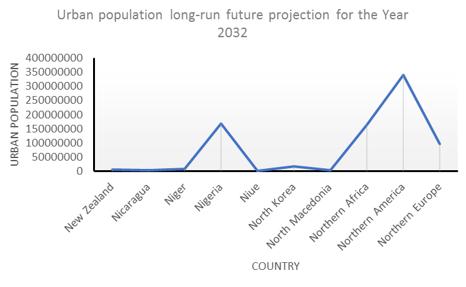 Urban population long-run future projection for the Year
2032
URBAN POPULATION
400000000
350000000
300000000
250000000
200000000
150000000
100000000
50000000
0
New Zealand
Nicaragua
Niger
Nigeria
Niue
North Korea
North Macedonia
Northern Africa
Northern America
Northern Europe
COUNTRY